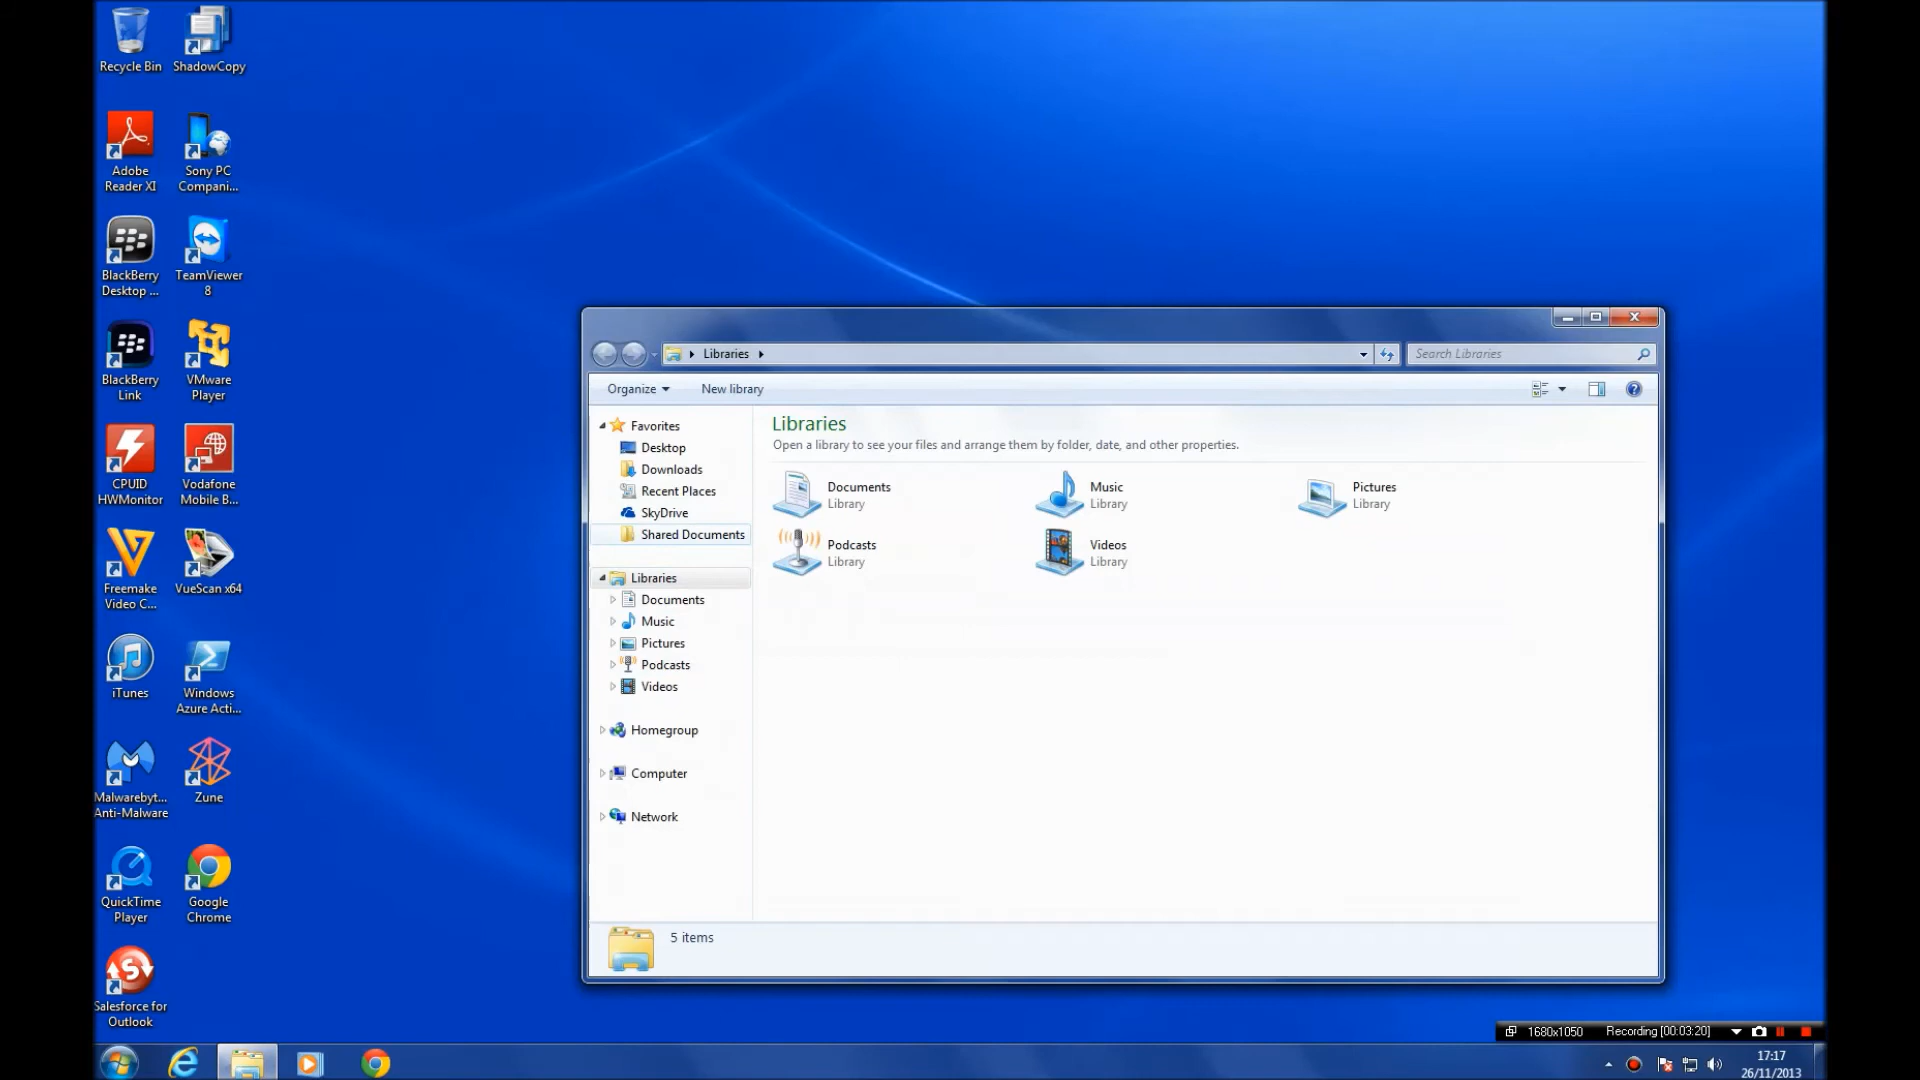 Recycle Bin
ShadowCopy
Adobe
Reader XI
Sony PC
Compani...
BlackBerry
Desktop ...
TeamViewer
8
BlackBerry
Link
VMware
Player
CPUID
HWMonitor
Vodafone
Mobile B...
Freemake
Video C...
VueScan x64
iTunes
Windows
Azure Acti...
Malwarebyt...
Anti-Malware
Zune
QuickTime
Player
Google
Chrome
Salesforce for
Outlook
Libraries
Search Libraries
Organize
New library
Favorites
Desktop
Downloads
Recent Places
SkyDrive
Shared Documents
Libraries
Documents
Music
Pictures
Podcasts
Videos
Homegroup
Computer
Network
Libraries
Open a library to see your files and arrange them by folder, date, and other properties.
Documents
Library
Music
Library
Pictures
Library
Podcasts
Library
Videos
Library
5 items
1680x1050 Recording [00:03:20]
17:17
26/11/2013